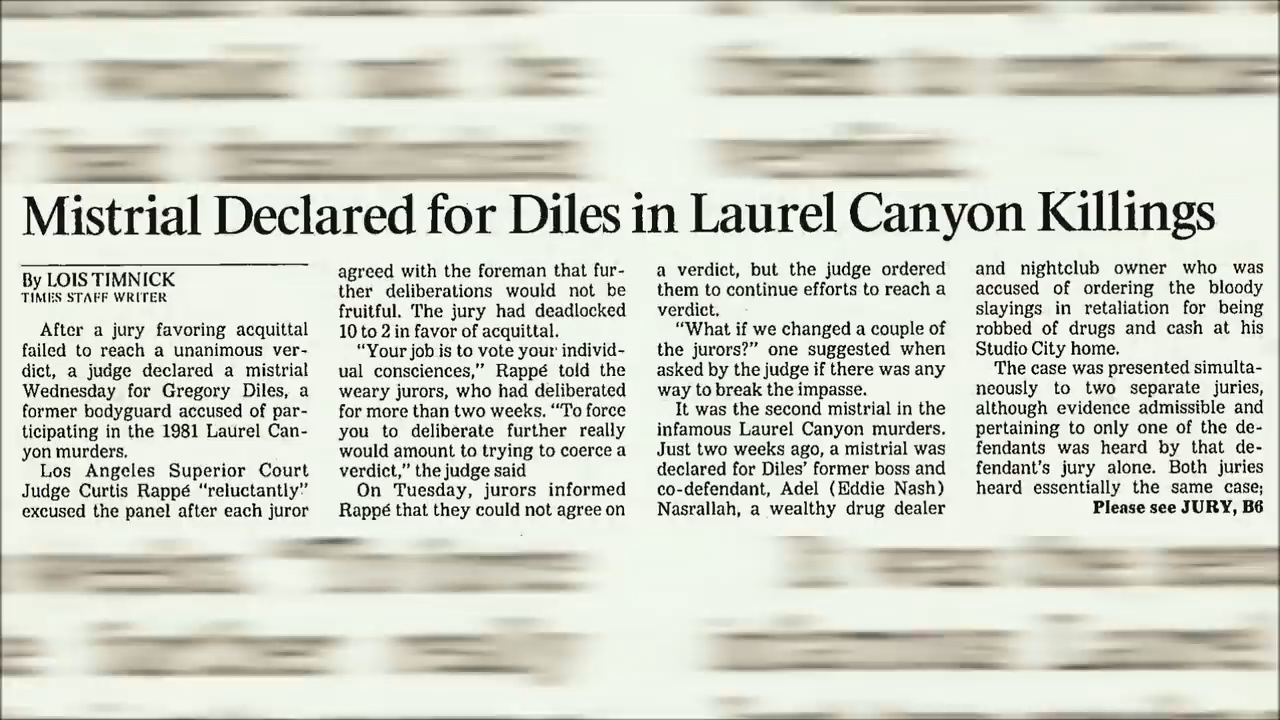 Mistrial Declared for Diles in Laurel Canyon Killings
By LOIS TIMNICK
TIMES STAFF WRITER
After a jury favoring acquittal
failed to reach a unanimous ver-
dict, a judge declared a mistrial
Wednesday for Gregory Diles, a
former bodyguard accused of par-
ticipating in the 1981 Laurel Can-
yon murders.
Los Angeles Superior Court
Judge Curtis Rappé “reluctantly”
excused the panel after each juror
agreed with the foreman that fur-
ther deliberations would not be
fruitful. The jury had deadlocked
10 to 2 in favor of acquittal.
“Your job is to vote your individ-
ual consciences,” Rappé told the
weary jurors, who had deliberated
for more than two weeks. “To force
you to deliberate further really
would amount to trying to coerce a
verdict,” the judge said
On Tuesday, jurors informed
Rappé that they could not agree on
a verdict, but the judge ordered
them to continue efforts to reach a
verdict.
“What if we changed a couple of
the jurors?” one suggested when
asked by the judge if there was any
way to break the impasse.
It was the second mistrial in the
infamous Laurel Canyon murders.
Just two weeks ago, a mistrial was
declared for Diles’ former boss and
co-defendant, Adel (Eddie Nash)
Nasrallah, a wealthy drug dealer
and nightclub owner who was
accused of ordering the bloody
slayings in retaliation for being
robbed of drugs and cash at his
Studio City home.
The case was presented simulta-
neously to two separate juries,
although evidence admissible and
pertaining to only one of the de-
fendants was heard by that de-
fendant’s jury alone. Both juries
heard essentially the same case;
Please see JURY, B6